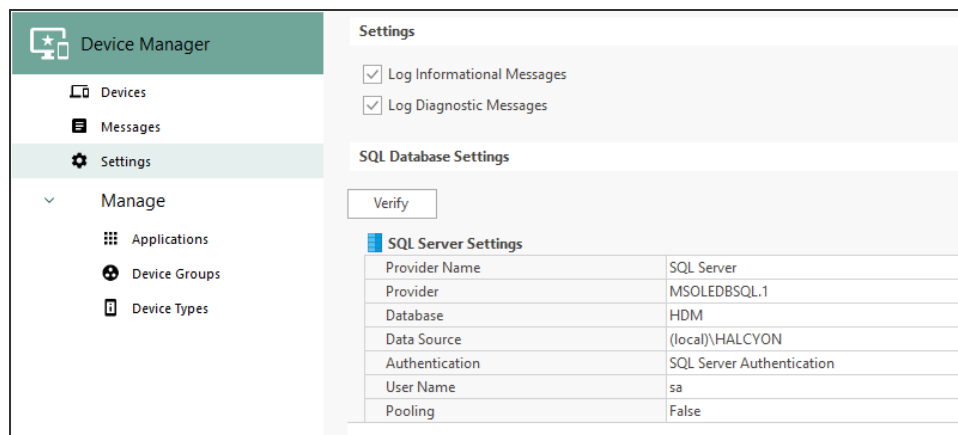 Device Manager
Devices
Messages
Settings
Manage
Applications
Device Groups
Device Types
Settings
Log Informational Messages
Log Diagnostic Messages
SQL Database Settings
Verify
SQL Server Settings
Provider Name SQL Server
Provider MSOLEDBSQL.1
Database HDM
Data Source (local)\HALCYON
Authentication SQL Server Authentication
User Name sa
Pooling False